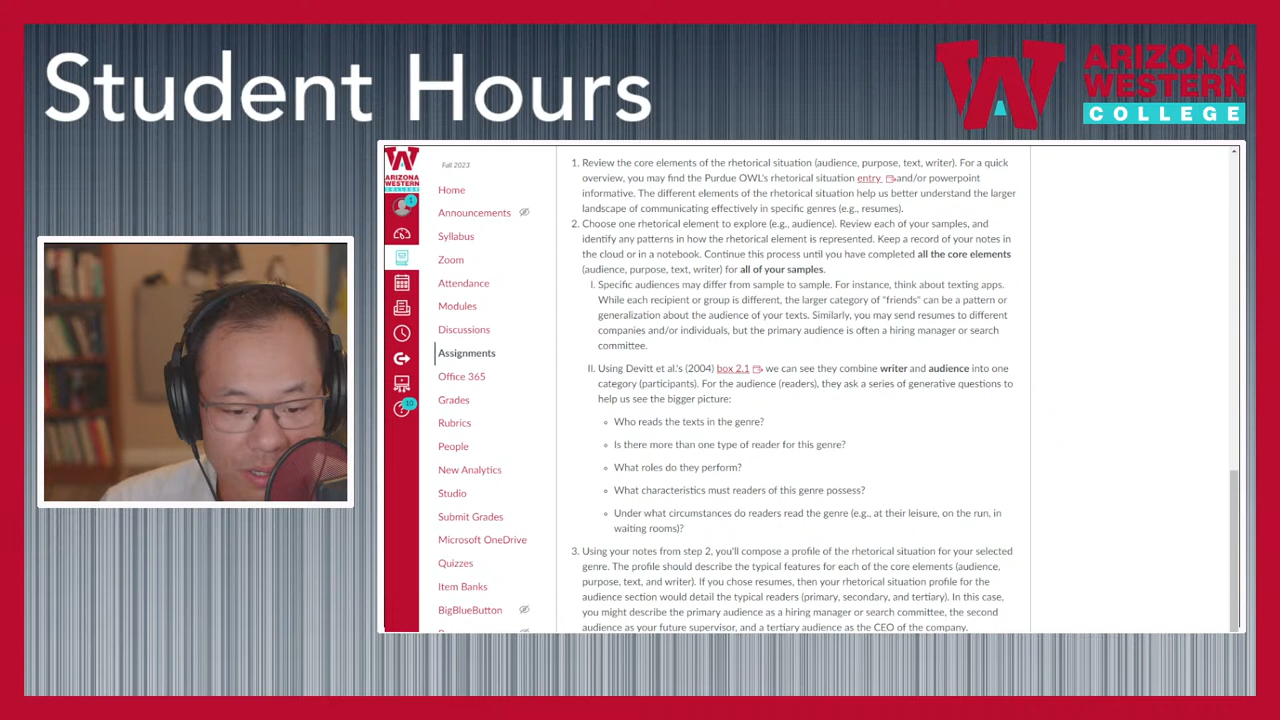 Student Hours
ARIZONA
WESTERN
COLLEGE
ARIZONA
WESTERN
1
10
Fall 2023
Home
Announcements
Syllabus
Zoom
Attendance
Modules
Discussions
Assignments
Office 365
Grades
Rubrics
People
New Analytics
Studio
Submit Grades
Microsoft OneDrive
Quizzes
Item Banks
BigBlueButton
1. Review the core elements of the rhetorical situation (audience, purpose, text, writer). For a quick
overview, you may find the Purdue OWL's rhetorical situation entry and/or powerpoint
informative. The different elements of the rhetorical situation help us better understand the larger
landscape of communicating effectively in specific genres (e.g., resumes).
2. Choose one rhetorical element to explore (e.g., audience). Review each of your samples, and
identify any patterns in how the rhetorical element is represented. Keep a record of your notes in
the cloud or in a notebook. Continue this process until you have completed all the core elements
(audience, purpose, text, writer) for all of your samples.
I. Specific audiences may differ from sample to sample. For instance, think about texting apps.
While each recipient or group is different, the larger category of "friends" can be a pattern or
generalization about the audience of your texts. Similarly, you may send resumes to different
companies and/or individuals, but the primary audience is often a hiring manager or search
committee.
II. Using Devitt et al.'s (2004) box 2.1 we can see they combine writer and audience into one
category (participants). For the audience (readers), they ask a series of generative questions to
help us see the bigger picture:
Who reads the texts in the genre?
Is there more than one type of reader for this genre?
What roles do they perform?
What characteristics must readers of this genre possess?
Under what circumstances do readers read the genre (e.g., at their leisure, on the run, in
waiting rooms)?
3. Using your notes from step 2, you'll compose a profile of the rhetorical situation for your selected
genre. The profile should describe the typical features for each of the core elements (audience,
purpose, text, and writer). If you chose resumes, then your rhetorical situation profile for the
audience section would detail the typical readers (primary, secondary, and tertiary). In this case,
you might describe the primary audience as a hiring manager or search committee, the second
audience as your future supervisor, and a tertiary audience as the CEO of the company.